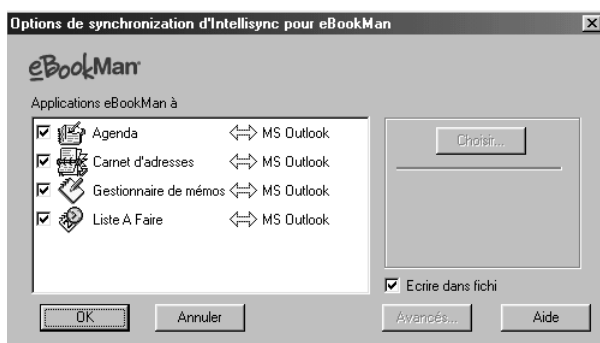 Options de synchronization d'Intellisync pour eBookMan
eBookMan
Applications eBookMan à
Agenda MS Outlook
Carnet d'adresses MS Outlook
Gestionnaire de mémos MS Outlook
Liste A Faire MS Outlook
Choisir...
Ecrire dans fichi
OK Annuler Avancés... Aide